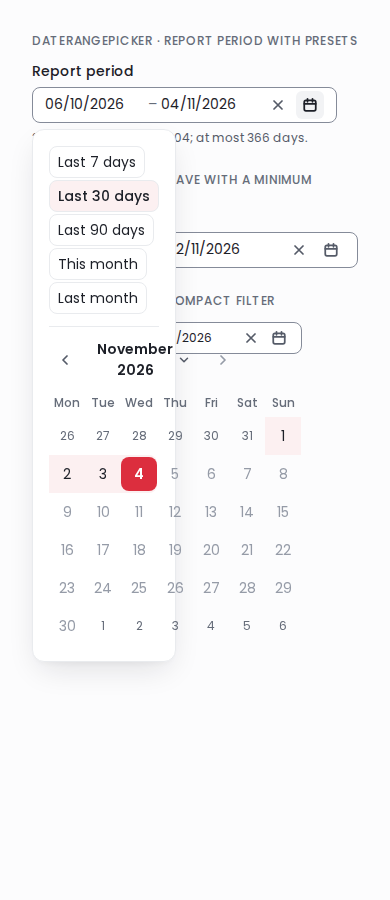 DATERANGEPICKER · REPORT PERIOD WITH PRESETS
Report period
06/10/2026 – 04/11/2026
04; at most 366 days.
Last 7 days
Last 30 days
AVE WITH A MINIMUM
Last 90 days
2/11/2026
This month
Last month
OMPACT FILTER
/2026
November 2026
Mon Tue Wed Thu Fri Sat Sun
26 27 28 29 30 31 1
2 3 4 5 6 7 8
9 10 11 12 13 14 15
16 17 18 19 20 21 22
23 24 25 26 27 28 29
30 1 2 3 4 5 6